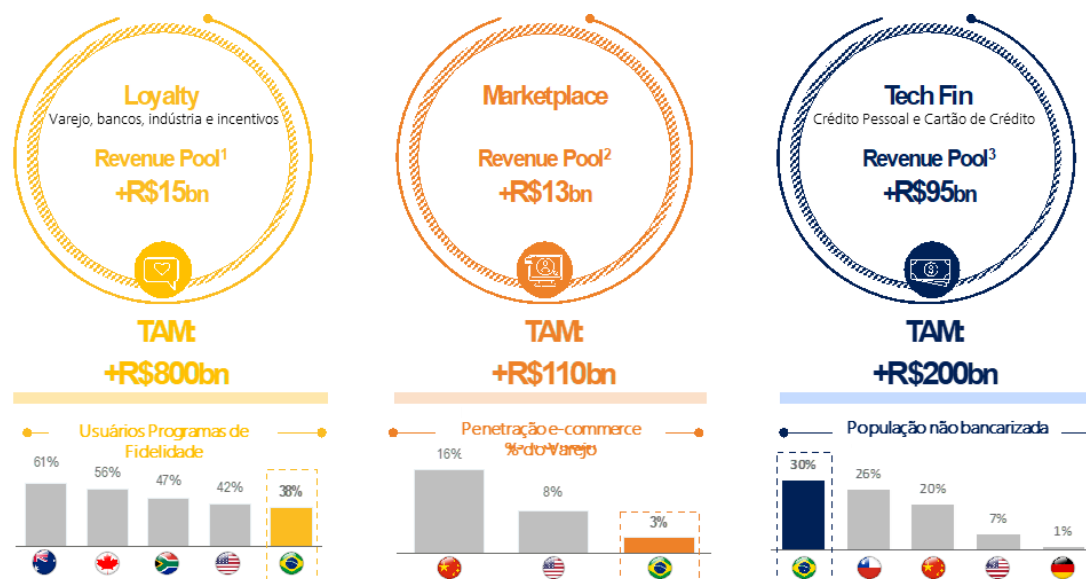 Loyalty
Varejo, bancos, indústria e incentivos
Revenue Pool¹
+R$15bn
TAM:
+R$800bn
Usuários Programas de
Fidelidade
61%
56%
47%
42%
38%
Marketplace
Revenue Pool²
+R$13bn
TAM:
+R$110bn
Penetração e-commerce
% do Varejo
16%
8%
3%
Tech Fin
Crédito Pessoal e Cartão de Crédito
Revenue Pool³
+R$95bn
TAM:
+R$200bn
População não bancarizada
30%
26%
20%
7%
1%